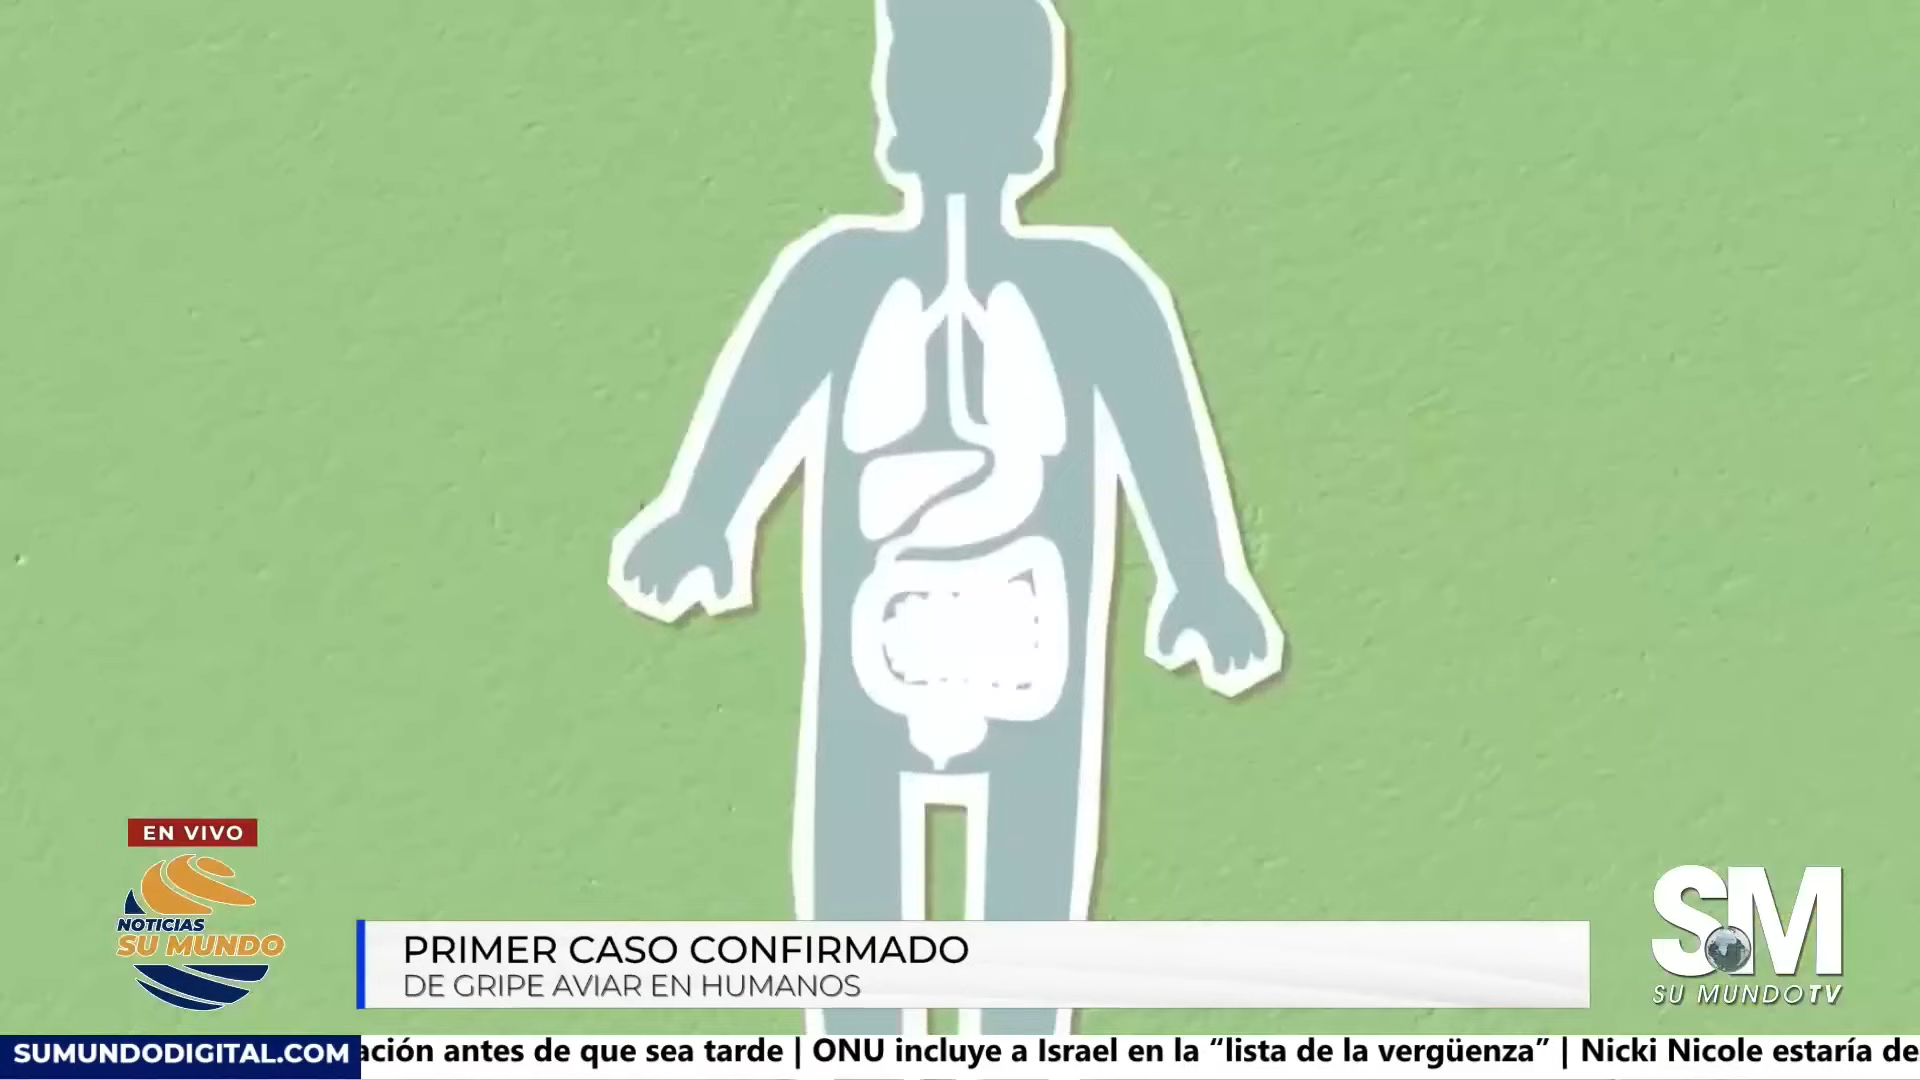 EN VIVO
NOTICIAS
SU MUNDO
PRIMER CASO CONFIRMADO
DE GRIPE AVIAR EN HUMANOS
SM
SU MUNDO TV
SUMUNDODIGITAL.COM
ación antes de que sea tarde | ONU incluye a Israel en la “lista de la vergüenza” | Nicki Nicole estaría de